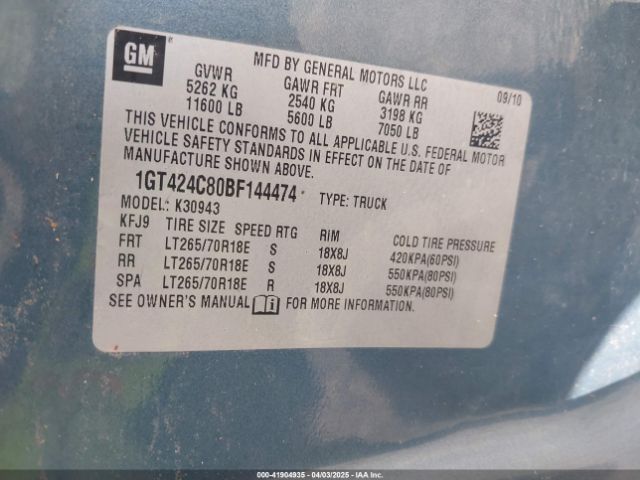 GM
MFD BY GENERAL MOTORS LLC
09/10
GVWR GAWR FRT GAWR RR
5262 KG 2540 KG 3198 KG
11600 LB 5600 LB 7050 LB
THIS VEHICLE CONFORMS TO ALL APPLICABLE U.S. FEDERAL MOTOR
VEHICLE SAFETY STANDARDS IN EFFECT ON THE DATE OF
MANUFACTURE SHOWN ABOVE.
1GT424C80BF144474 TYPE: TRUCK
MODEL: K30943
KFJ9 TIRE SIZE SPEED RTG RIM COLD TIRE PRESSURE
FRT LT265/70R18E S 18X8J 420KPA(60PSI)
RR LT265/70R18E S 18X8J 550KPA(80PSI)
SPA LT265/70R18E R 18X8J 550KPA(80PSI)
SEE OWNER'S MANUAL FOR MORE INFORMATION.
000-41904935 - 04/03/2025 - IAA Inc.